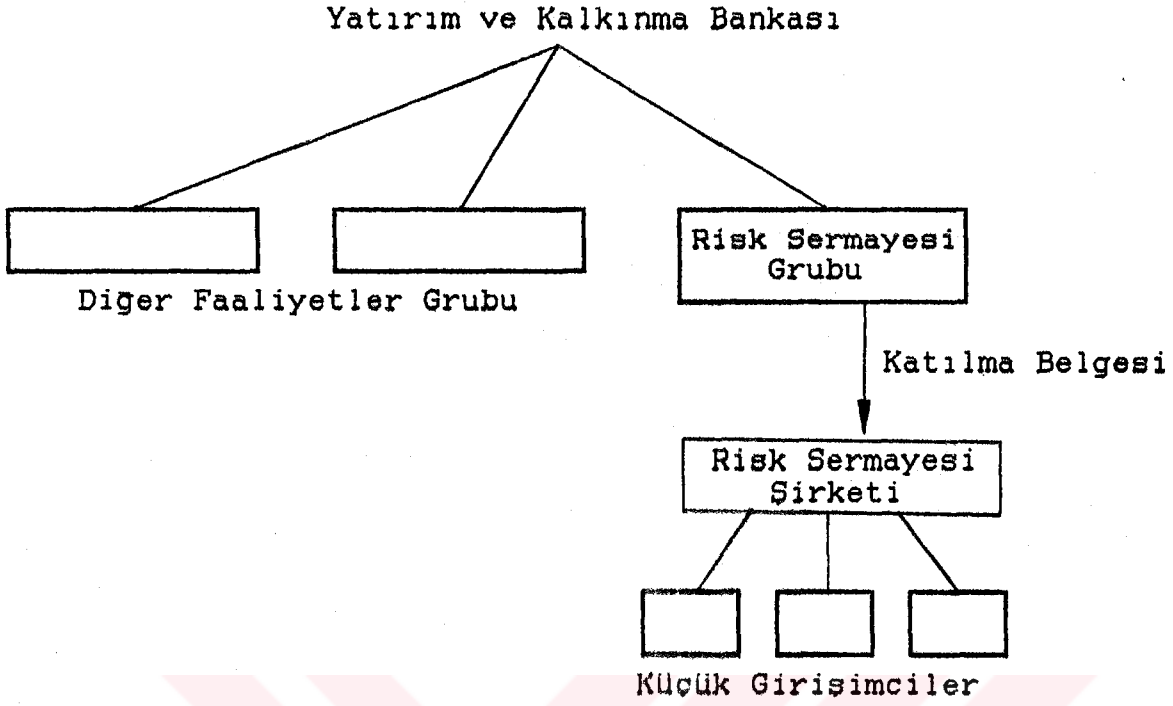 Yatırım ve Kalkınma Bankası
Risk Sermayesi
Grubu
Diğer Faaliyetler Grubu
Katılma Belgesi
Risk Sermayesi
Şirketi
Küçük Girişimciler